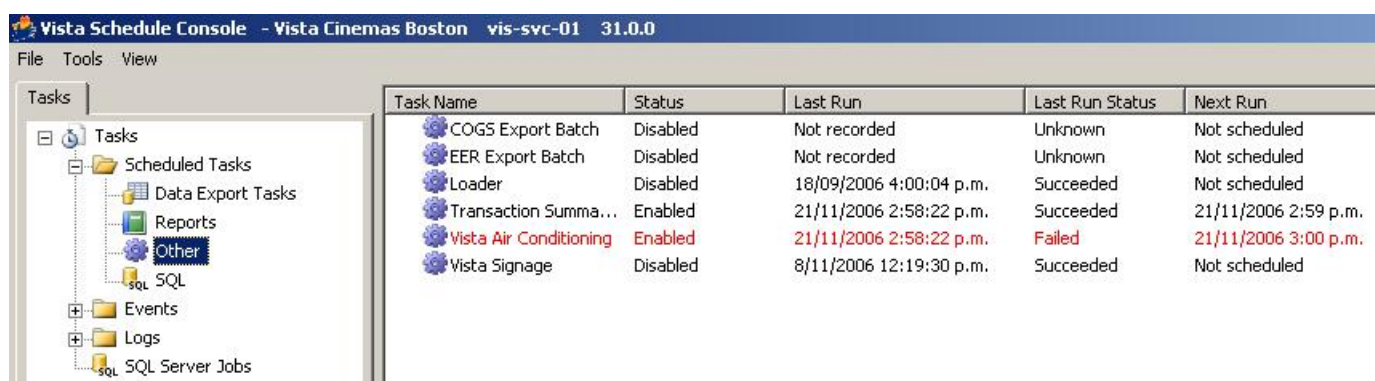 Vista Schedule Console - Vista Cinemas Boston vis-svc-01 31.0.0
File Tools View
Tasks
Tasks
Scheduled Tasks
Data Export Tasks
Reports
Other
SQL SQL
Events
Logs
SQL SQL Server Jobs
Task Name Status Last Run Last Run Status Next Run
COGS Export Batch Disabled Not recorded Unknown Not scheduled
EER Export Batch Disabled Not recorded Unknown Not scheduled
Loader Disabled 18/09/2006 4:00:04 p.m. Succeeded Not scheduled
Transaction Summa... Enabled 21/11/2006 2:58:22 p.m. Succeeded 21/11/2006 2:59 p.m.
Vista Air Conditioning Enabled 21/11/2006 2:58:22 p.m. Failed 21/11/2006 3:00 p.m.
Vista Signage Disabled 8/11/2006 12:19:30 p.m. Succeeded Not scheduled